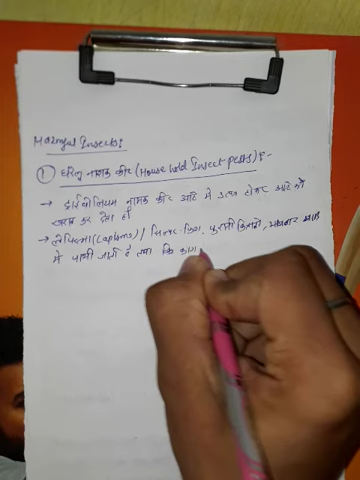 Harmful Insects:
① घरेलु नाशक कीट (House hold Insect pests):-
→ ट्राईबोलियम नामक कीट आटे में उत्पन्न होकर आटे को
खराब कर देता है
→ लेपिस्मा (Lepisma) / सिल्वर फिश, पुरानी किताबों, अखबार आदि
में पायी जाती है तथा कि काग